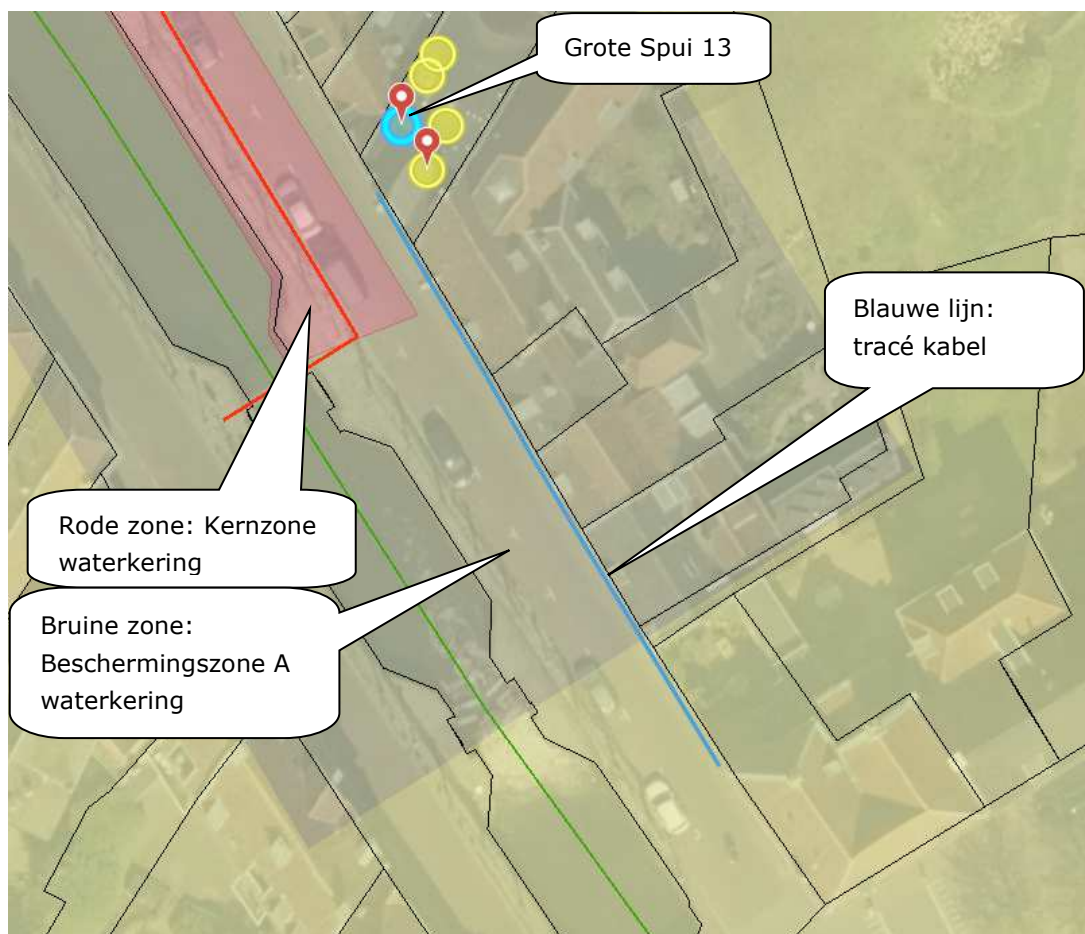 Grote Spui 13
Blauwe lijn:
tracé kabel
Rode zone: Kernzone
waterkering
Bruine zone:
Beschermingszone A
waterkering